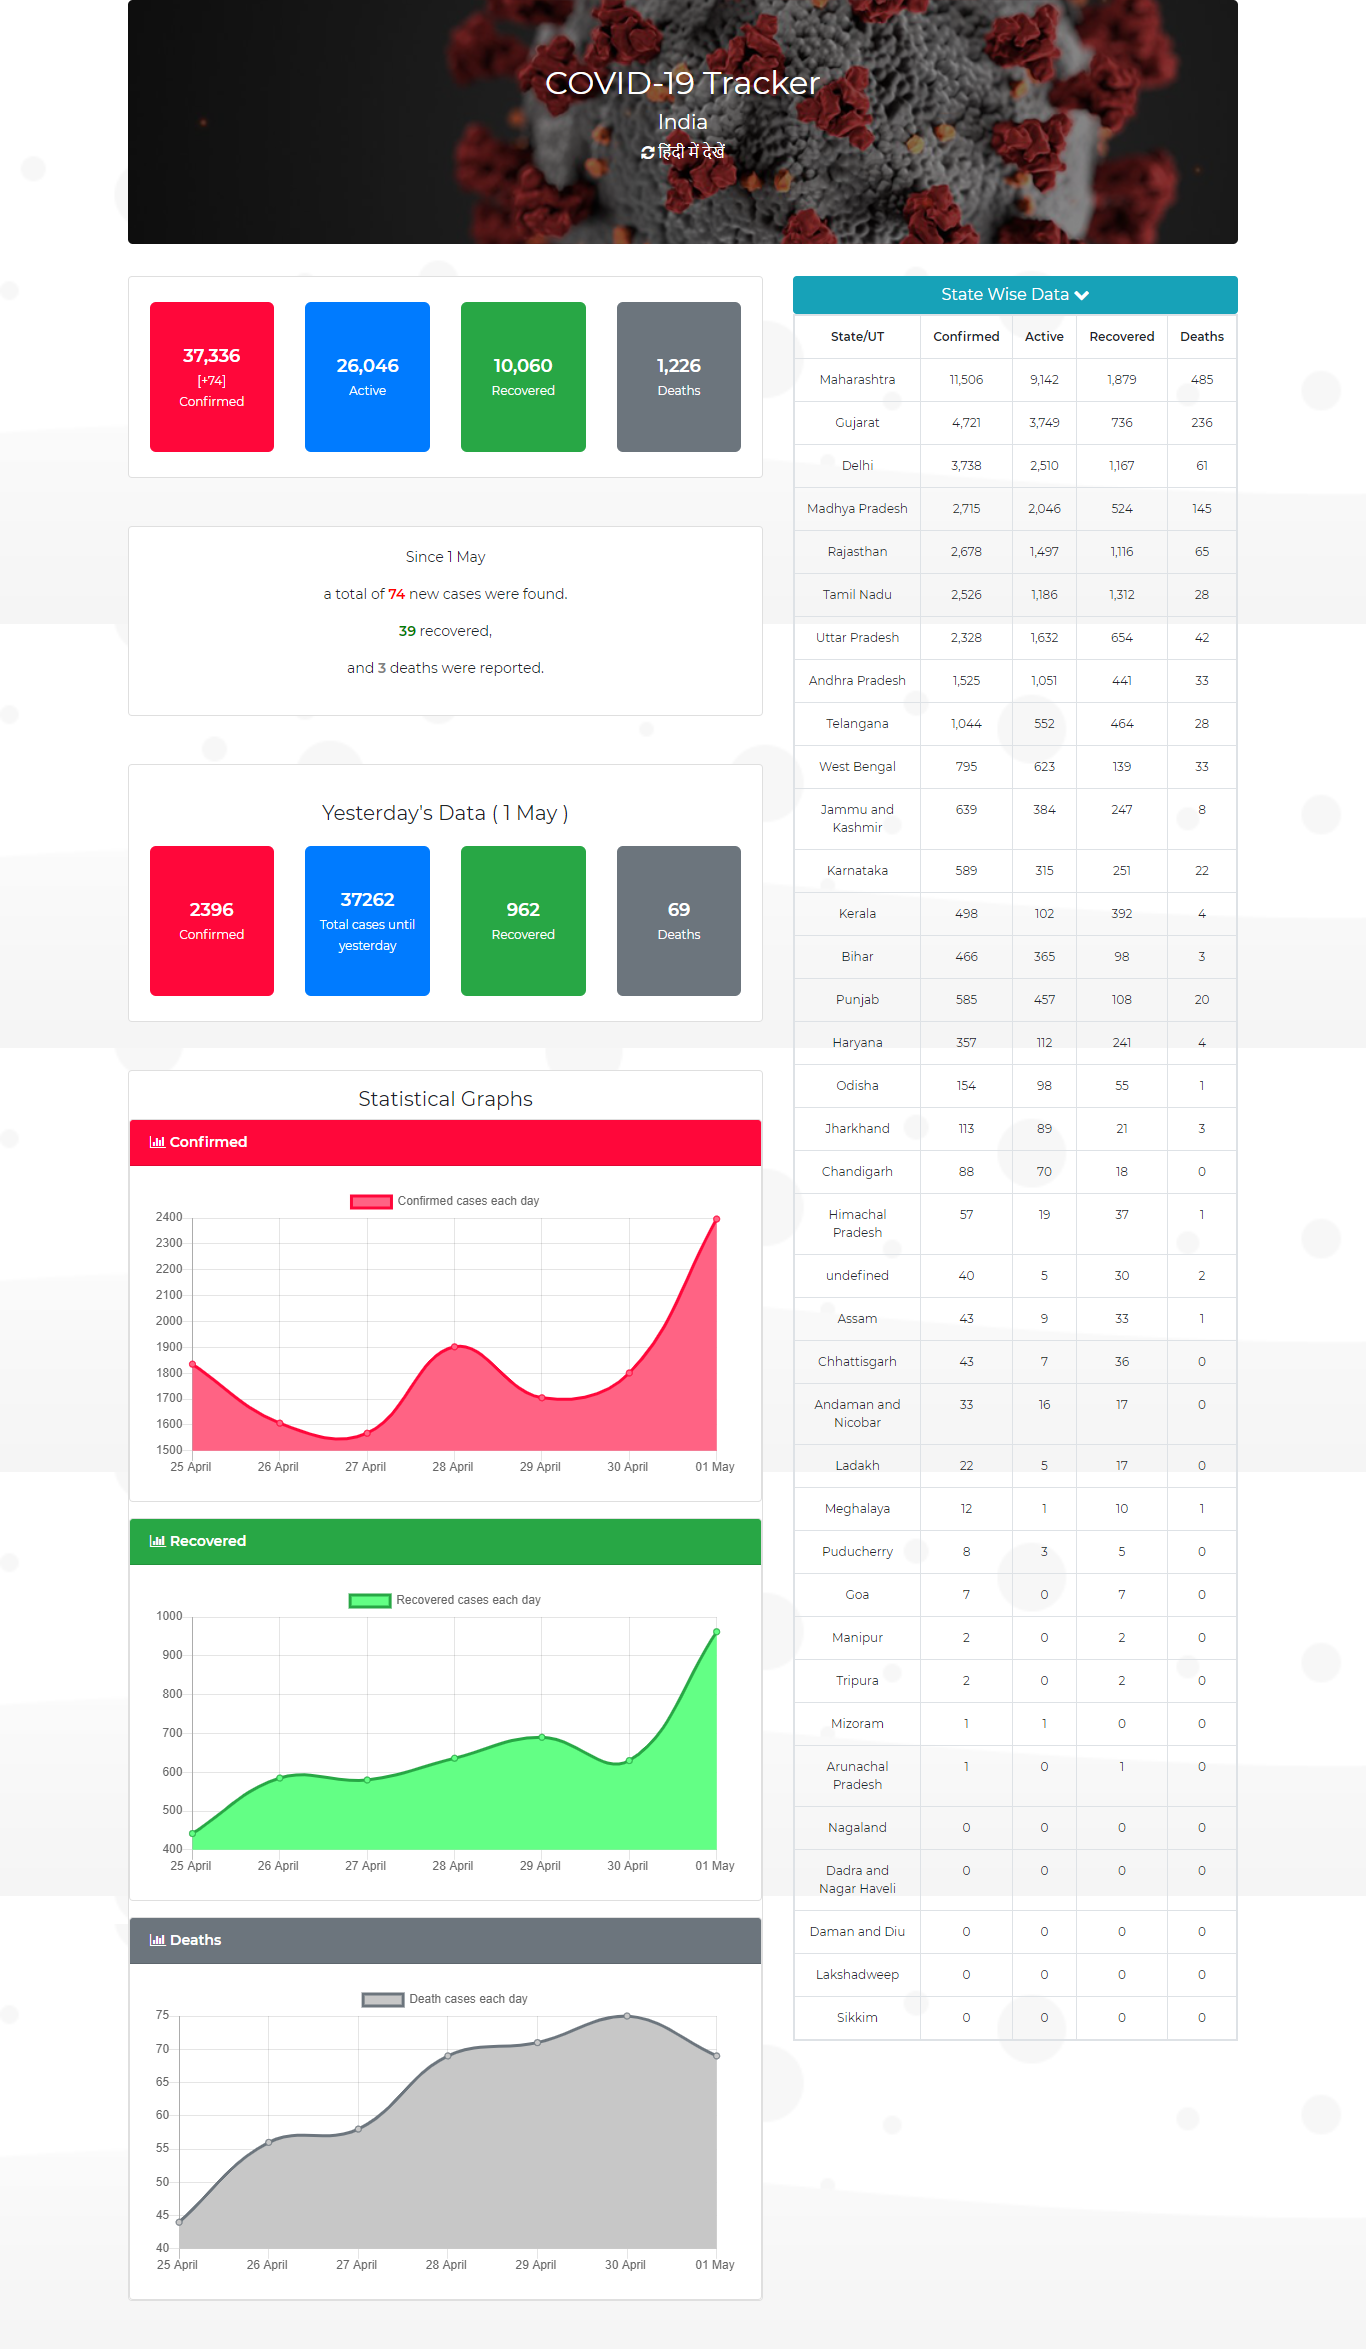 COVID-19 Tracker
India
हिंदी में देखें
37,336
[+74]
Confirmed
26,046
Active
10,060
Recovered
1,226
Deaths
Since 1 May
a total of 74 new cases were found.
39 recovered,
and 3 deaths were reported.
Yesterday's Data ( 1 May )
2396
Confirmed
37262
Total cases until
yesterday
962
Recovered
69
Deaths
Statistical Graphs
Confirmed
Confirmed cases each day
2400
2300
2200
2100
2000
1900
1800
1700
1600
1500
25 April 26 April 27 April 28 April 29 April 30 April 01 May
Recovered
Recovered cases each day
1000
900
800
700
600
500
400
25 April 26 April 27 April 28 April 29 April 30 April 01 May
Deaths
Death cases each day
75
70
65
60
55
50
45
40
25 April 26 April 27 April 28 April 29 April 30 April 01 May
State Wise Data
State/UT Confirmed Active Recovered Deaths
Maharashtra 11,506 9,142 1,879 485
Gujarat 4,721 3,749 736 236
Delhi 3,738 2,510 1,167 61
Madhya Pradesh 2,715 2,046 524 145
Rajasthan 2,678 1,497 1,116 65
Tamil Nadu 2,526 1,186 1,312 28
Uttar Pradesh 2,328 1,632 654 42
Andhra Pradesh 1,525 1,051 441 33
Telangana 1,044 552 464 28
West Bengal 795 623 139 33
Jammu and 639 384 247 8
Kashmir
Karnataka 589 315 251 22
Kerala 498 102 392 4
Bihar 466 365 98 3
Punjab 585 457 108 20
Haryana 357 112 241 4
Odisha 154 98 55 1
Jharkhand 113 89 21 3
Chandigarh 88 70 18 0
Himachal 57 19 37 1
Pradesh
undefined 40 5 30 2
Assam 43 9 33 1
Chhattisgarh 43 7 36 0
Andaman and 33 16 17 0
Nicobar
Ladakh 22 5 17 0
Meghalaya 12 1 10 1
Puducherry 8 3 5 0
Goa 7 0 7 0
Manipur 2 0 2 0
Tripura 2 0 2 0
Mizoram 1 1 0 0
Arunachal 1 0 1 0
Pradesh
Nagaland 0 0 0 0
Dadra and 0 0 0 0
Nagar Haveli
Daman and Diu 0 0 0 0
Lakshadweep 0 0 0 0
Sikkim 0 0 0 0